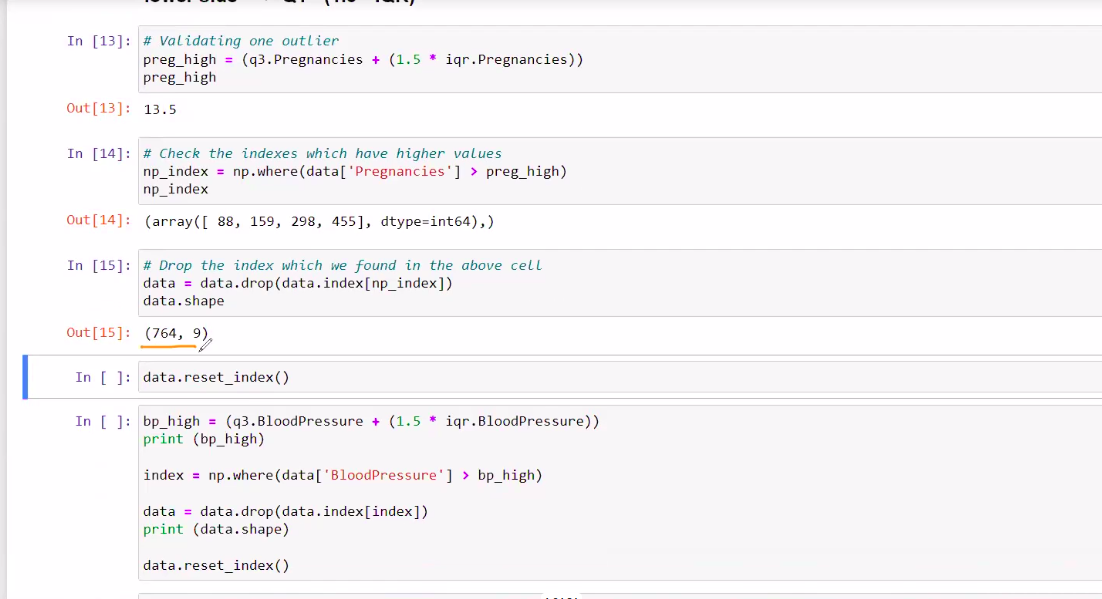 In [13]: # Validating one outlier
preg_high = (q3.Pregnancies + (1.5 * iqr.Pregnancies))
preg_high
Out[13]: 13.5
In [14]: # Check the indexes which have higher values
np_index = np.where(data['Pregnancies'] > preg_high)
np_index
Out[14]: (array([ 88, 159, 298, 455], dtype=int64),)
In [15]: # Drop the index which we found in the above cell
data = data.drop(data.index[np_index])
data.shape
Out[15]: (764, 9)
In [ ]: data.reset_index()
In [ ]: bp_high = (q3.BloodPressure + (1.5 * iqr.BloodPressure))
print (bp_high)
index = np.where(data['BloodPressure'] > bp_high)
data = data.drop(data.index[index])
print (data.shape)
data.reset_index()